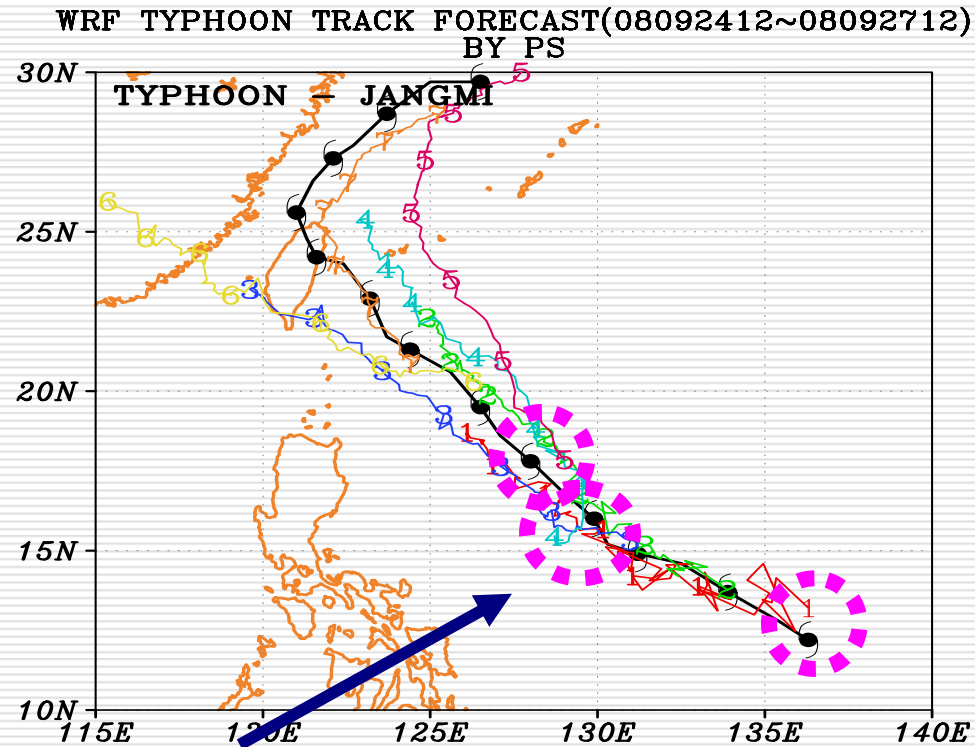 WRF TYPHOON TRACK FORECAST(08092412~08092712)
BY PS
30N
TYPHOON – JANGMI
25N
20N
15N
10N
115E 120E 125E 130E 135E 140E